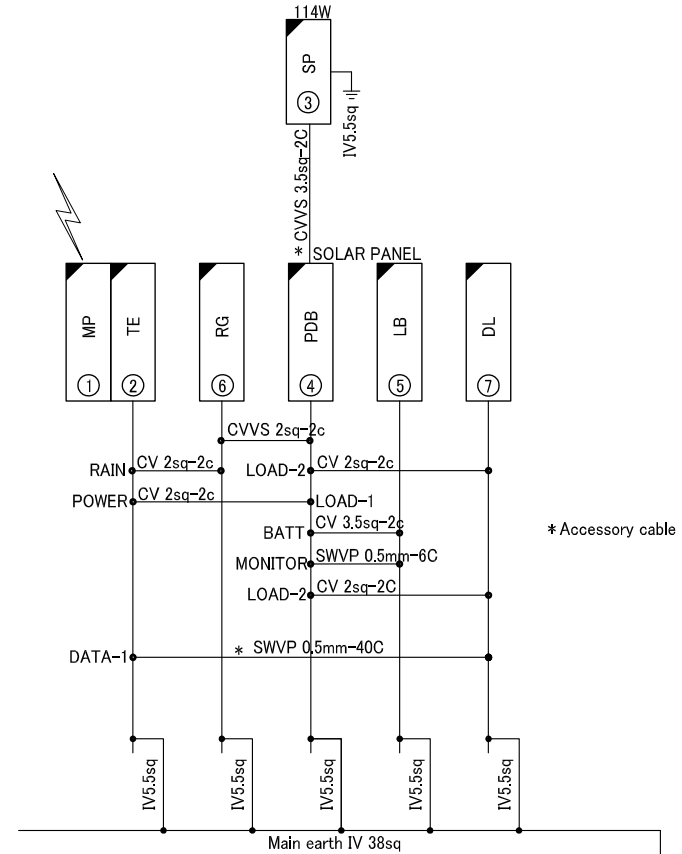 114W
SP
③
IV5.5sq
* CVVS 3.5sq-2C
SOLAR PANEL
MP
①
TE
②
RG
⑥
PDB
④
LB
⑤
DL
⑦
CVVS 2sq-2c
RAIN
CV 2sq-2c
LOAD-2
CV 2sq-2c
POWER
CV 2sq-2c
LOAD-1
BATT
CV 3.5sq-2c
* Accessory cable
MONITOR
SWVP 0.5mm-6C
LOAD-2
CV 2sq-2C
DATA-1
* SWVP 0.5mm-40C
IV5.5sq
IV5.5sq
IV5.5sq
IV5.5sq
IV5.5sq
Main earth IV 38sq